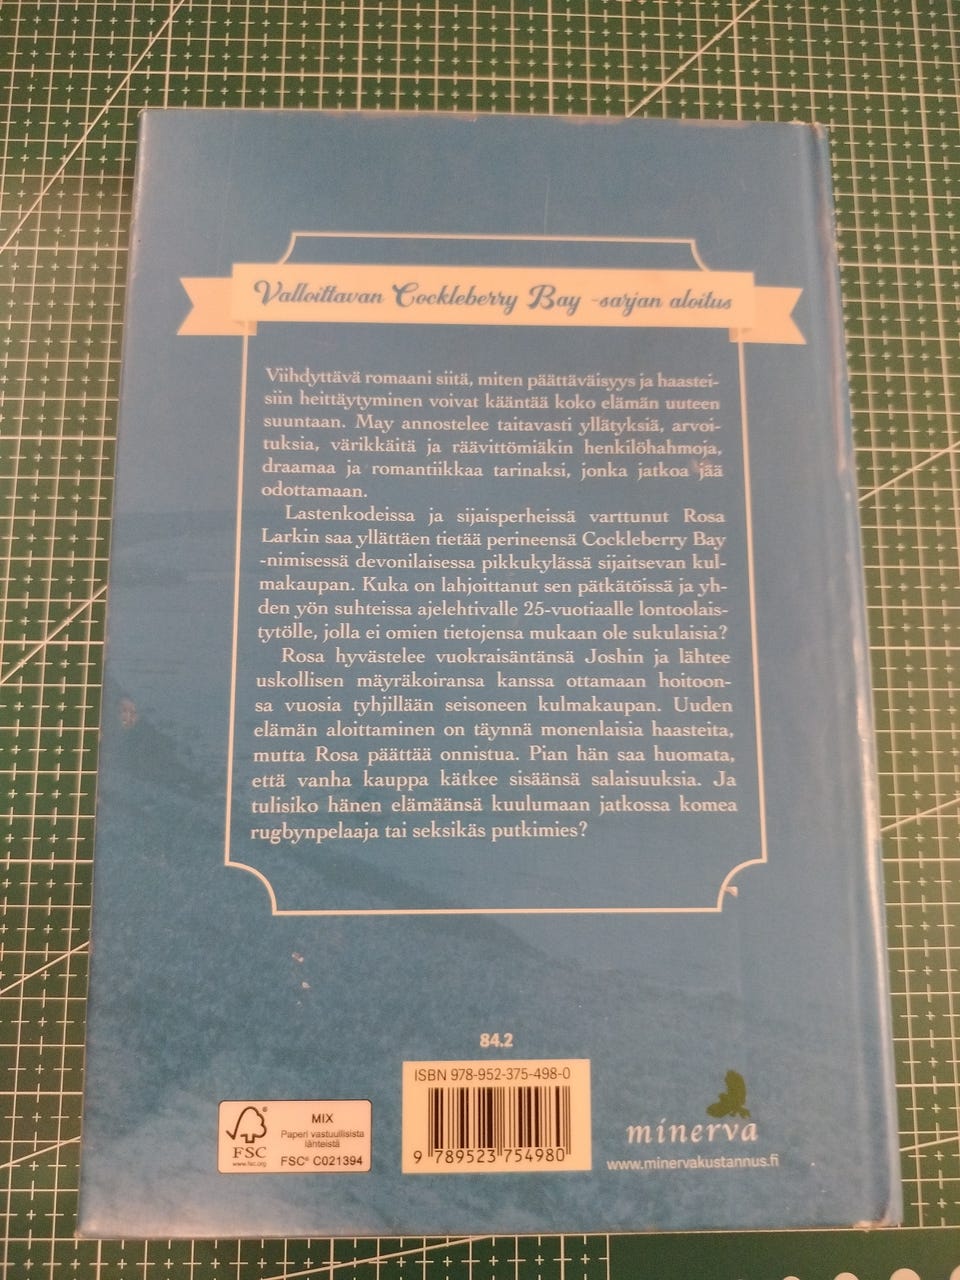 Valloittavan Cockleberry Bay -sarjan aloitus
Viihdyttävä romaani siitä, miten päättäväisyys ja haastei-
siin heittäytyminen voivat kääntää koko elämän uuteen
suuntaan. May annostelee taitavasti yllätyksiä, arvoi-
tuksia, värikkäitä ja räävittömiäkin henkilöhahmoja,
draamaa ja romantiikkaa tarinaksi, jonka jatkoa jää
odottamaan.
Lastenkodeissa ja sijaisperheissä varttunut Rosa
Larkin saa yllättäen tietää perineensä Cockleberry Bay
-nimisessä devonilaisessa pikkukylässä sijaitsevan kul-
makaupan. Kuka on lahjoittanut sen pätkätöissä ja yh-
den yön suhteissa ajelehtivalle 25-vuotiaalle lontoolais-
tytölle, jolla ei omien tietojensa mukaan ole sukulaisia?
Rosa hyvästelee vuokraisäntänsä Joshin ja lähtee
uskollisen mäyräkoiransa kanssa ottamaan hoitoon-
sa vuosia tyhjillään seisoneen kulmakaupan. Uuden
elämän aloittaminen on täynnä monenlaisia haasteita,
mutta Rosa päättää onnistua. Pian hän saa huomata,
että vanha kauppa kätkee sisäänsä salaisuuksia. Ja
tulisiko hänen elämäänsä kuulumaan jatkossa komea
rugbynpelaaja tai seksikäs putkimies?
84.2
ISBN 978-952-375-498-0
9 789523 754980
FSC
www.fsc.org
MIX
Paperi vastuullisista
lähteistä
FSC® C021394
minerva
www.minervakustannus.fi